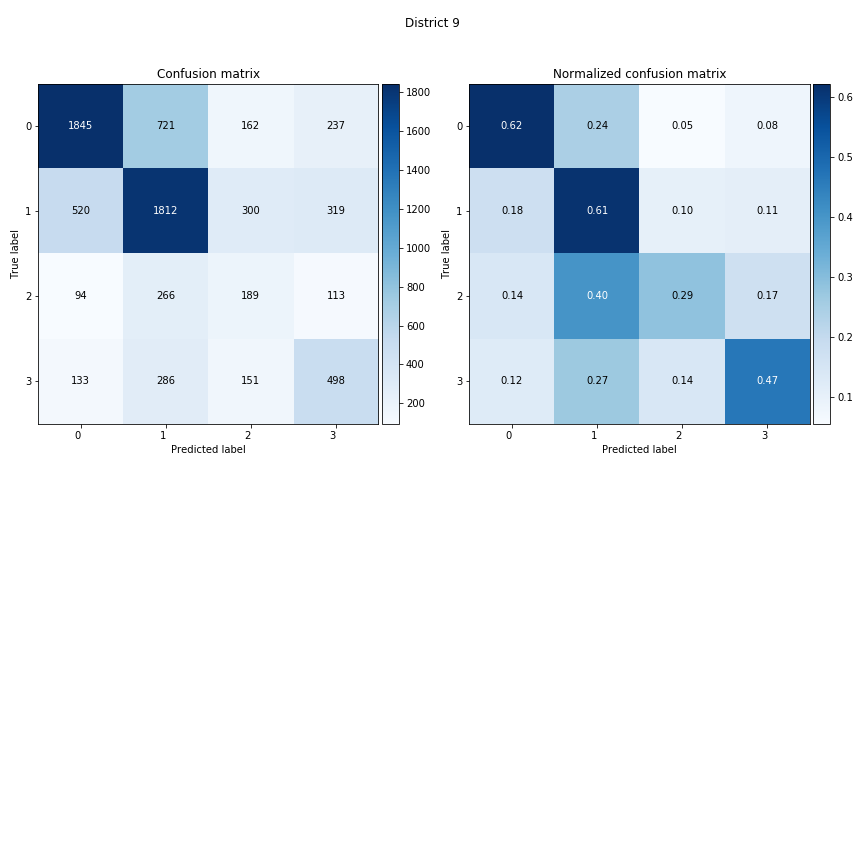 District 9
Confusion matrix
0 1845 721 162 237
1 520 1812 300 319
2 94 266 189 113
3 133 286 151 498
0 1 2 3
True label
Predicted label
1800
1600
1400
1200
1000
800
600
400
200
Normalized confusion matrix
0 0.62 0.24 0.05 0.08
1 0.18 0.61 0.10 0.11
2 0.14 0.40 0.29 0.17
3 0.12 0.27 0.14 0.47
0 1 2 3
True label
Predicted label
0.6
0.5
0.4
0.3
0.2
0.1